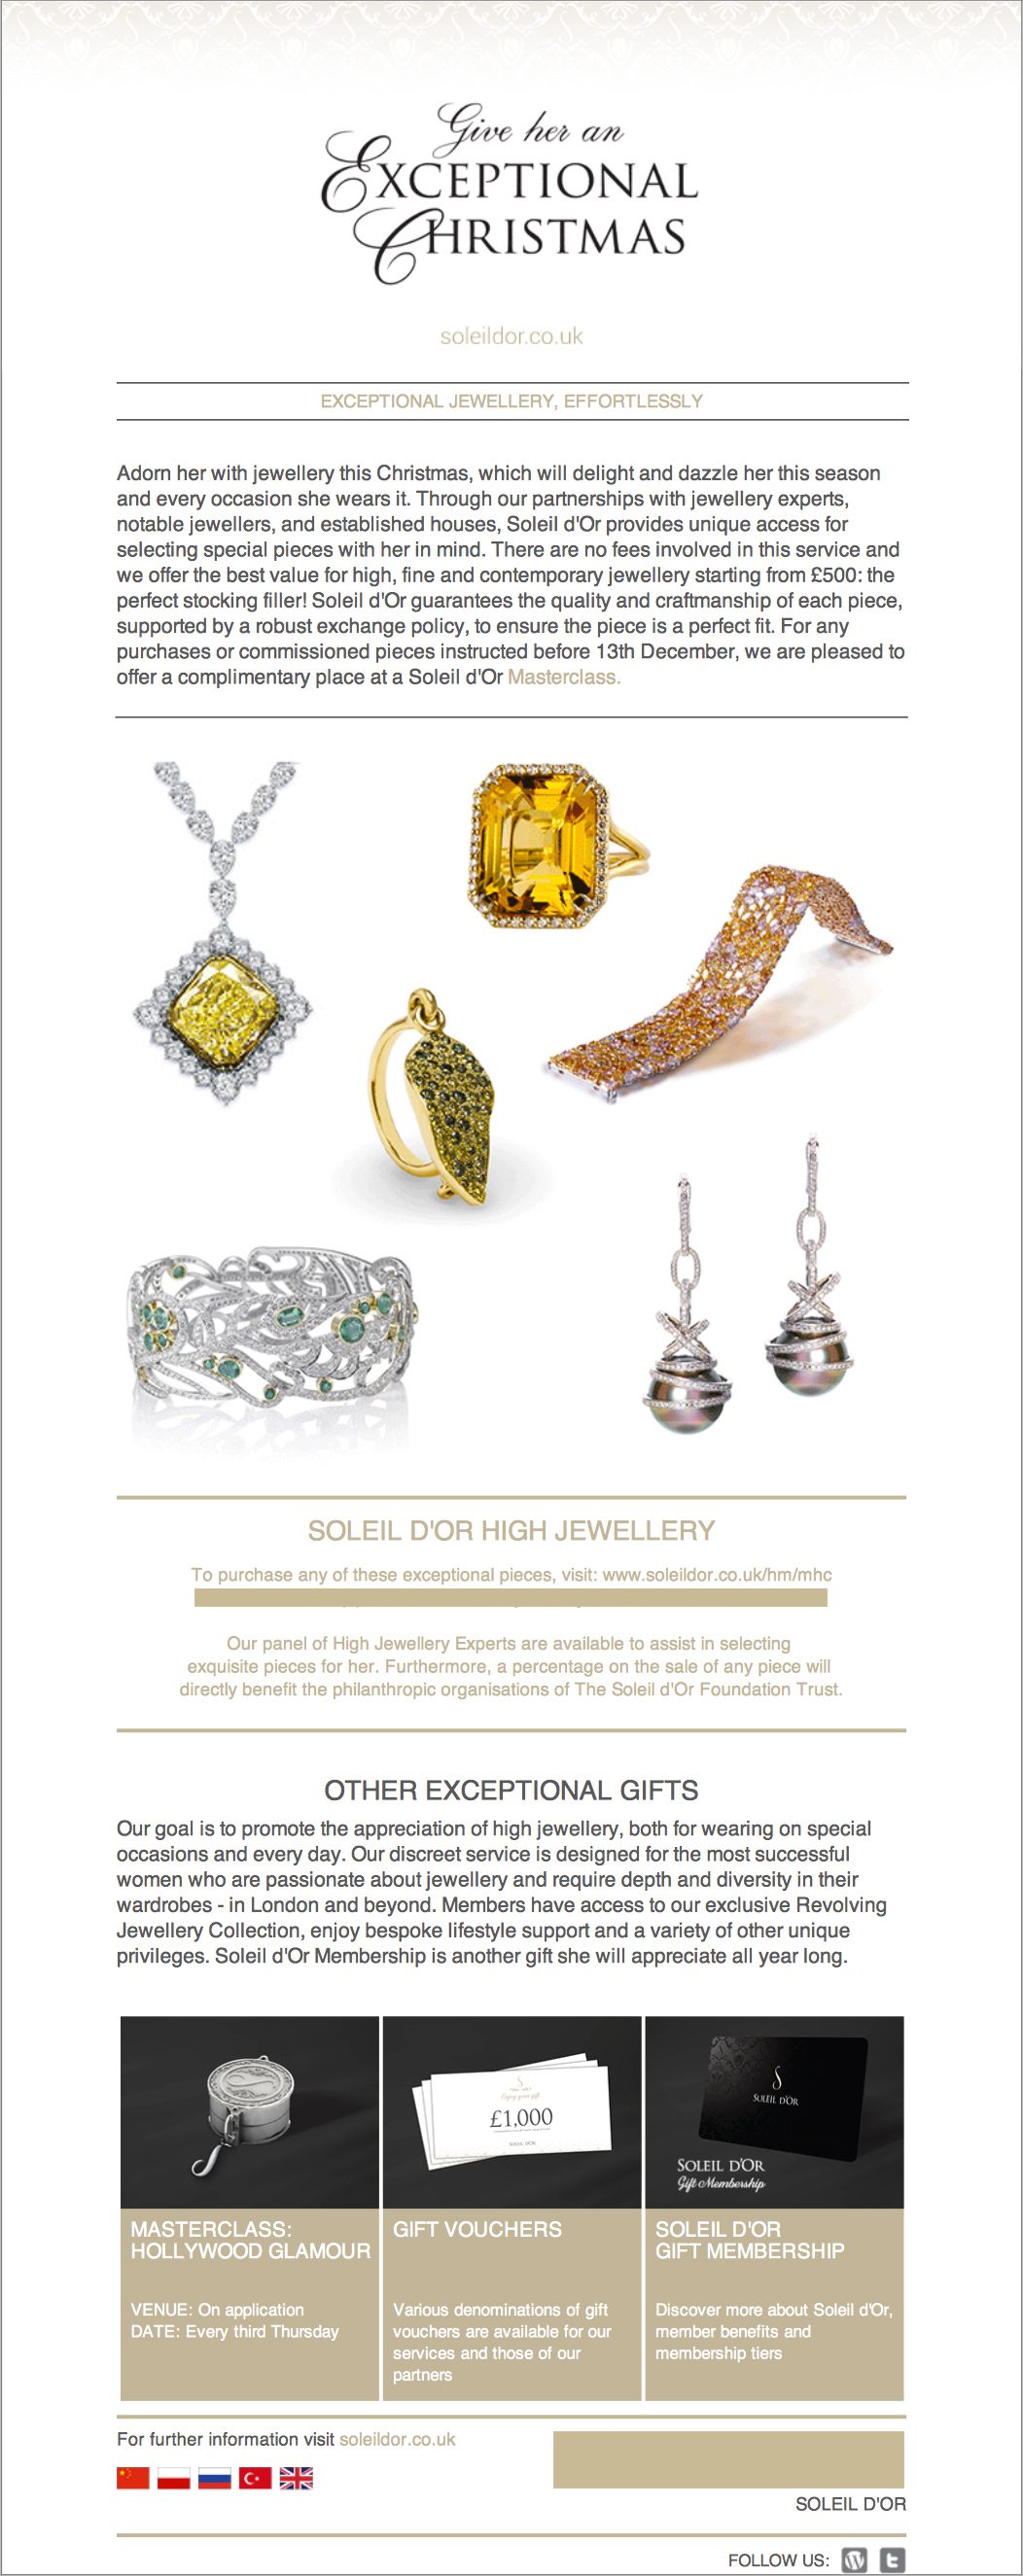 Give her an
EXCEPTIONAL
CHRISTMAS
soleildor.co.uk
EXCEPTIONAL JEWELLERY, EFFORTLESSLY
Adorn her with jewellery this Christmas, which will delight and dazzle her this season
and every occasion she wears it. Through our partnerships with jewellery experts,
notable jewellers, and established houses, Soleil d'Or provides unique access for
selecting special pieces with her in mind. There are no fees involved in this service and
we offer the best value for high, fine and contemporary jewellery starting from £500: the
perfect stocking filler! Soleil d'Or guarantees the quality and craftmanship of each piece,
supported by a robust exchange policy, to ensure the piece is a perfect fit. For any
purchases or commissioned pieces instructed before 13th December, we are pleased to
offer a complimentary place at a Soleil d'Or Masterclass.
SOLEIL D'OR HIGH JEWELLERY
To purchase any of these exceptional pieces, visit: www.soleildor.co.uk/hm/mhc
Our panel of High Jewellery Experts are available to assist in selecting
exquisite pieces for her. Furthermore, a percentage on the sale of any piece will
directly benefit the philanthropic organisations of The Soleil d'Or Foundation Trust.
OTHER EXCEPTIONAL GIFTS
Our goal is to promote the appreciation of high jewellery, both for wearing on special
occasions and every day. Our discreet service is designed for the most successful
women who are passionate about jewellery and require depth and diversity in their
wardrobes - in London and beyond. Members have access to our exclusive Revolving
Jewellery Collection, enjoy bespoke lifestyle support and a variety of other unique
privileges. Soleil d'Or Membership is another gift she will appreciate all year long.
Enjoy your gift
£1,000
SOLEIL D'OR
SOLEIL D'OR
SOLEIL D'OR
Gift Membership
MASTERCLASS:
HOLLYWOOD GLAMOUR
VENUE: On application
DATE: Every third Thursday
GIFT VOUCHERS
Various denominations of gift
vouchers are available for our
services and those of our
partners
SOLEIL D'OR
GIFT MEMBERSHIP
Discover more about Soleil d'Or,
member benefits and
membership tiers
For further information visit soleildor.co.uk
SOLEIL D'OR
FOLLOW US: